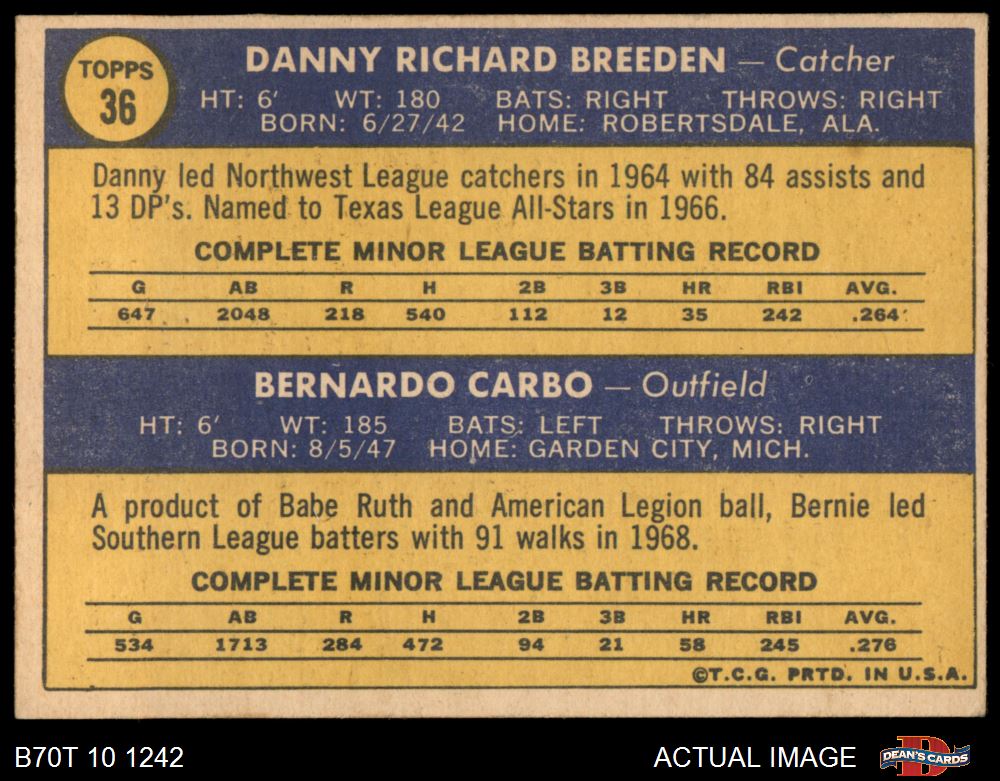 TOPPS
36
DANNY RICHARD BREEDEN — Catcher
HT: 6' WT: 180 BATS: RIGHT THROWS: RIGHT
BORN: 6/27/42 HOME: ROBERTSDALE, ALA.
Danny led Northwest League catchers in 1964 with 84 assists and
13 DP's. Named to Texas League All-Stars in 1966.
COMPLETE MINOR LEAGUE BATTING RECORD
G AB R H 2B 3B HR RBI AVG.
647 2048 218 540 112 12 35 242 .264
BERNARDO CARBO — Outfield
HT: 6' WT: 185 BATS: LEFT THROWS: RIGHT
BORN: 8/5/47 HOME: GARDEN CITY, MICH.
A product of Babe Ruth and American Legion ball, Bernie led
Southern League batters with 91 walks in 1968.
COMPLETE MINOR LEAGUE BATTING RECORD
G AB R H 2B 3B HR RBI AVG.
534 1713 284 472 94 21 58 245 .276
©T.C.G. PRTD. IN U.S.A.
B70T 10 1242 ACTUAL IMAGE DEAN'S CARDS